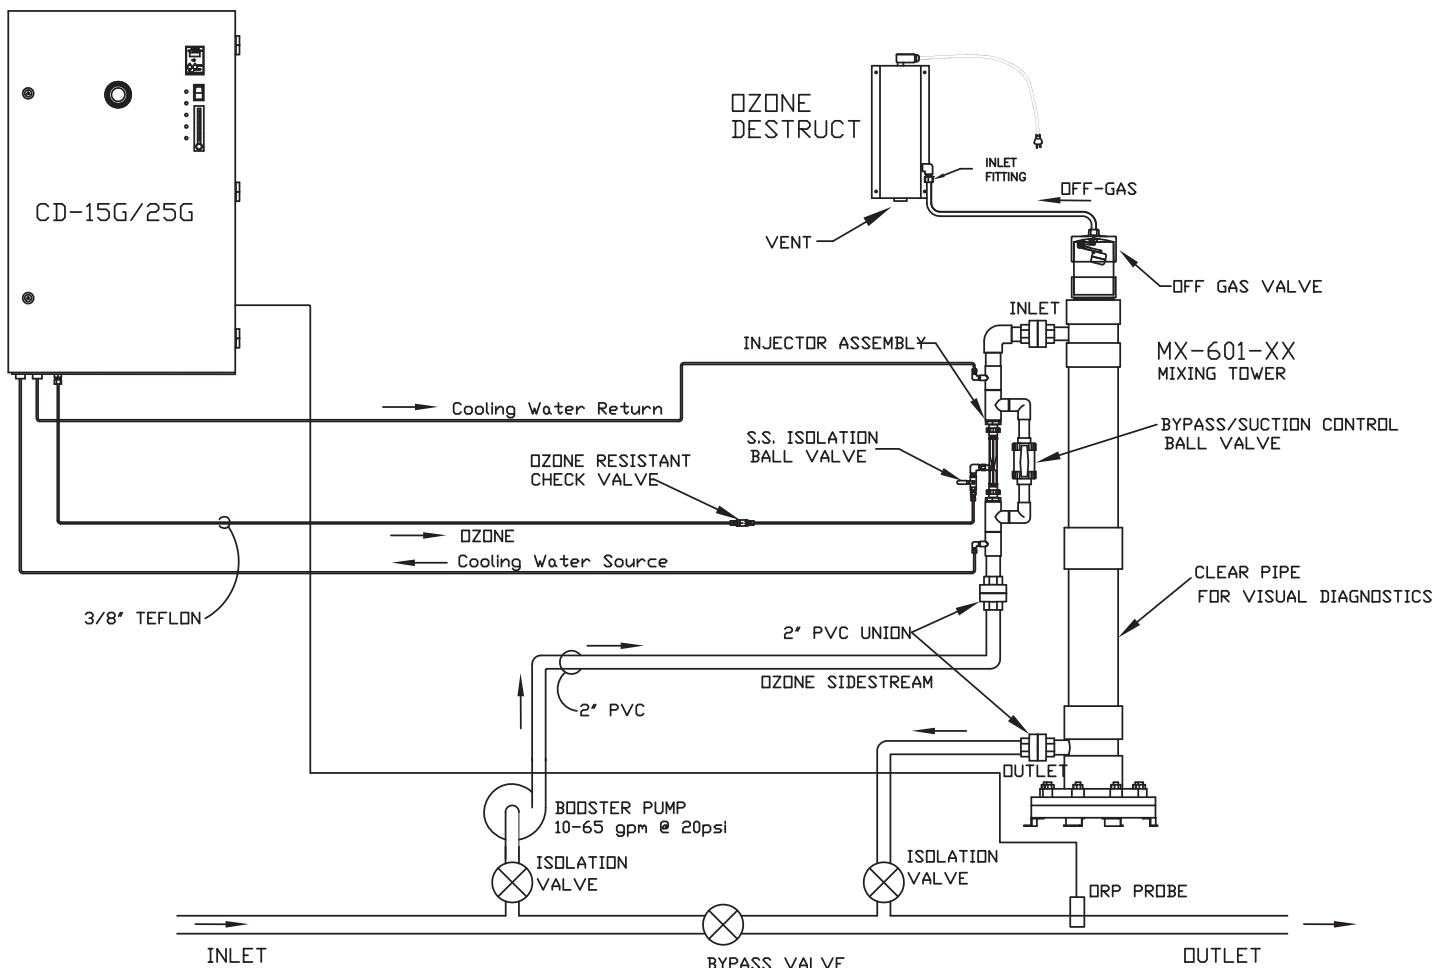 OZONE
DESTRUCT
INLET
FITTING
OFF-GAS
CD-15G/25G
VENT
OFF GAS VALVE
INLET
INJECTOR ASSEMBLY
MX-601-XX
MIXING TOWER
Cooling Water Return
BYPASS/SUCTION CONTROL
BALL VALVE
S.S. ISOLATION
BALL VALVE
OZONE RESISTANT
CHECK VALVE
OZONE
Cooling Water Source
CLEAR PIPE
FOR VISUAL DIAGNOSTICS
3/8" TEFLON
2" PVC UNION
OZONE SIDESTREAM
2" PVC
OUTLET
BOOSTER PUMP
10-65 gpm @ 20psi
ISOLATION
VALVE
ISOLATION
VALVE
ORP PROBE
INLET
BYPASS VALVE
OUTLET